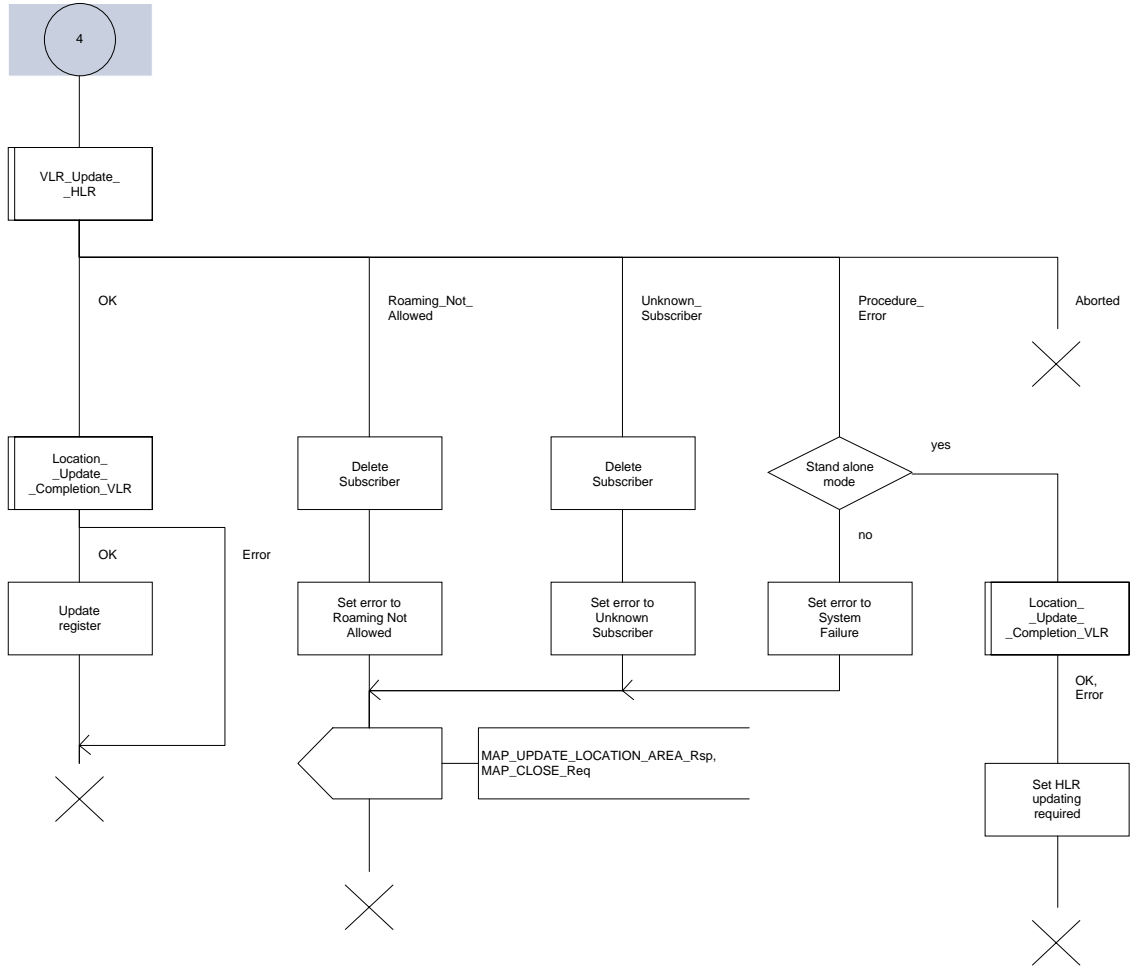 4
VLR_Update_
_HLR
OK
Roaming_Not_
Allowed
Unknown_
Subscriber
Procedure_
Error
Aborted
Location_
_Update_
_Completion_VLR
Delete
Subscriber
Delete
Subscriber
Stand alone
mode
yes
no
OK
Error
Update
register
Set error to
Roaming Not
Allowed
Set error to
Unknown
Subscriber
Set error to
System
Failure
Location_
_Update_
_Completion_VLR
OK,
Error
MAP_UPDATE_LOCATION_AREA_Rsp,
MAP_CLOSE_Req
Set HLR
updating
required